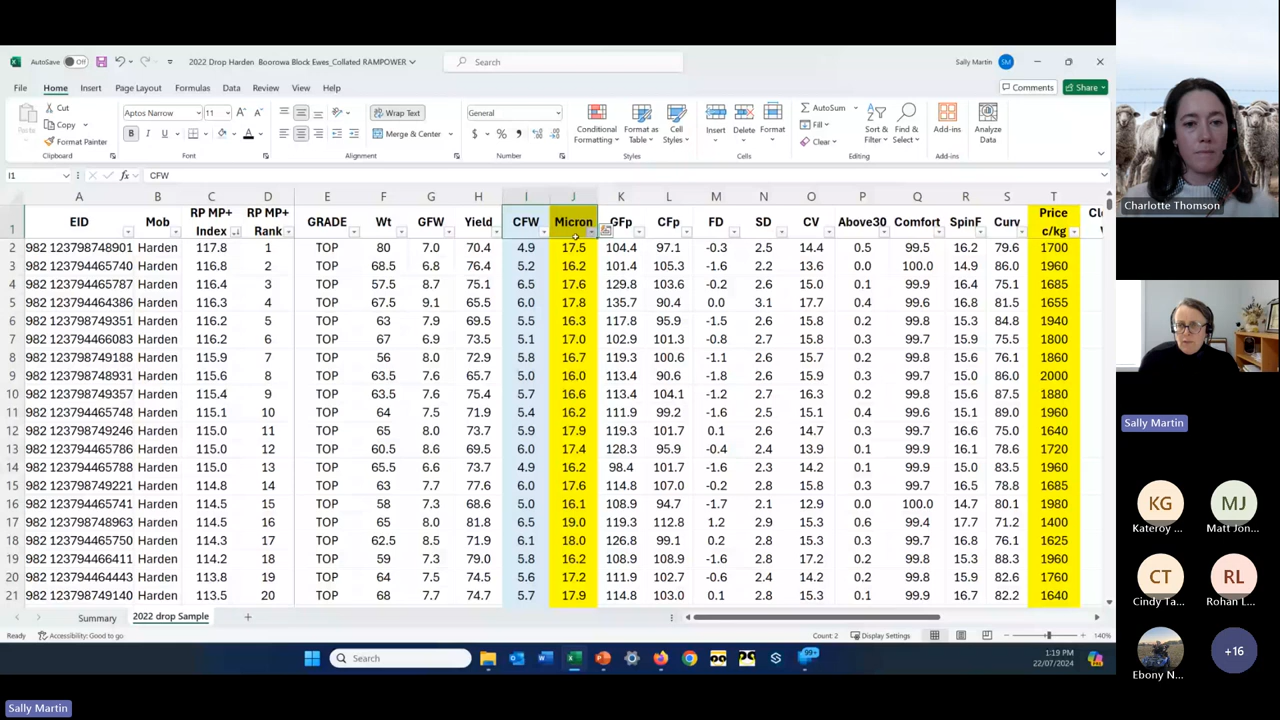 AutoSave Off
2022 Drop Harden Boorowa Block Ewes_Collated RAMPOWER
Search
Sally Martin
SM
File Home Insert Page Layout Formulas Data Review View Help
Comments
Share
Paste
Cut
Copy
Format Painter
Clipboard
Aptos Narrow 11
B I U
Font
Wrap Text
Merge & Center
Alignment
General
$ % 9
Number
Conditional Formatting
Format as Table
Cell Styles
Styles
Insert
Delete
Format
Cells
AutoSum
Fill
Clear
Sort & Filter
Find & Select
Editing
Add-ins
Add-ins
Analyze Data
I1 fx CFW
A B C D E F G H I J K L M N O P Q R S T
1 EID Mob RP MP+ Index RP MP+ Rank GRADE Wt GFW Yield CFW Micron GFp CFp FD SD CV Above30 Comfort SpinF Curv Price c/kg
2 982 123798748901 Harden 117.8 1 TOP 80 7.0 70.4 4.9 17.5 104.4 97.1 -0.3 2.5 14.4 0.5 99.5 16.2 79.6 1700
3 982 123794465740 Harden 116.8 2 TOP 68.5 6.8 76.4 5.2 16.2 101.4 105.3 -1.6 2.2 13.6 0.0 100.0 14.9 86.0 1960
4 982 123794465787 Harden 116.4 3 TOP 57.5 8.7 75.1 6.5 17.6 129.8 103.6 -0.2 2.6 15.0 0.1 99.9 16.4 75.1 1685
5 982 123794464386 Harden 116.3 4 TOP 67.5 9.1 65.5 6.0 17.8 135.7 90.4 0.0 3.1 17.7 0.4 99.6 16.8 81.5 1655
6 982 123798749351 Harden 116.2 5 TOP 63 7.9 69.5 5.5 16.3 117.8 95.9 -1.5 2.6 15.8 0.2 99.8 15.3 84.8 1940
7 982 123794466083 Harden 116.2 6 TOP 67 6.9 73.5 5.1 17.0 102.9 101.3 -0.8 2.7 15.8 0.3 99.7 15.9 75.5 1800
8 982 123798749188 Harden 115.9 7 TOP 56 8.0 72.9 5.8 16.7 119.3 100.6 -1.1 2.6 15.7 0.2 99.8 15.6 76.1 1860
9 982 123798748931 Harden 115.6 8 TOP 63.5 7.6 65.7 5.0 16.0 113.4 90.6 -1.8 2.6 15.9 0.3 99.7 15.0 86.0 2000
10 982 123798749357 Harden 115.4 9 TOP 63.5 7.6 75.4 5.7 16.6 113.4 104.1 -1.2 2.7 16.3 0.2 99.8 15.6 87.5 1880
11 982 123794465748 Harden 115.1 10 TOP 64 7.5 71.9 5.4 16.2 111.9 99.2 -1.6 2.5 15.1 0.4 99.6 15.1 89.0 1960
12 982 123798749246 Harden 115.0 11 TOP 65 8.0 73.7 5.9 17.9 119.3 101.7 0.1 2.6 14.7 0.1 99.9 16.7 77.7 1640
13 982 123794465786 Harden 115.0 12 TOP 60.5 8.6 69.5 6.0 17.4 128.3 95.9 -0.4 2.4 13.9 0.1 99.9 16.1 78.6 1720
14 982 123794465788 Harden 115.0 13 TOP 65.5 6.6 73.7 4.9 16.2 98.4 101.7 -1.6 2.3 14.2 0.1 99.9 15.0 83.5 1960
15 982 123798749221 Harden 114.8 14 TOP 63 7.7 77.6 6.0 17.6 114.8 107.0 -0.2 2.8 15.8 0.2 99.8 16.5 78.8 1685
16 982 123794465741 Harden 114.5 15 TOP 58 7.3 68.6 5.0 16.1 108.9 94.7 -1.7 2.1 12.9 0.0 100.0 14.7 80.1 1980
17 982 123798748963 Harden 114.5 16 TOP 65 8.0 81.8 6.5 19.0 119.3 112.8 1.2 2.9 15.3 0.6 99.4 17.7 71.2 1400
18 982 123798748750 Harden 114.3 17 TOP 62.5 8.5 71.8 6.1 18.0 126.8 99.1 0.2 2.8 15.3 0.2 99.8 16.8 76.1 1625
19 982 123794466411 Harden 114.2 18 TOP 59 7.3 79.0 5.8 16.2 108.9 108.9 -1.6 2.8 17.2 0.2 99.8 15.3 88.3 1960
20 982 123794464443 Harden 113.8 19 TOP 64 7.5 74.5 5.6 17.2 111.9 102.7 -0.6 2.4 14.2 0.2 99.8 15.9 82.6 1760
21 982 123798749140 Harden 113.5 20 TOP 68 7.7 74.7 5.7 17.9 114.8 103.0 0.1 2.8 15.4 0.3 99.7 16.7 82.2 1640
Summary 2022 drop Sample
Ready Accessibility: Good to go Count: 2 Display Settings 140%
Search
99+
1:19 PM
22/07/2024
Sally Martin
Charlotte Thomson
Sally Martin
KG MJ
Kateroy ... Matt Jon...
CT RL
Cindy Ta... Rohan L...
Ebony N... +16